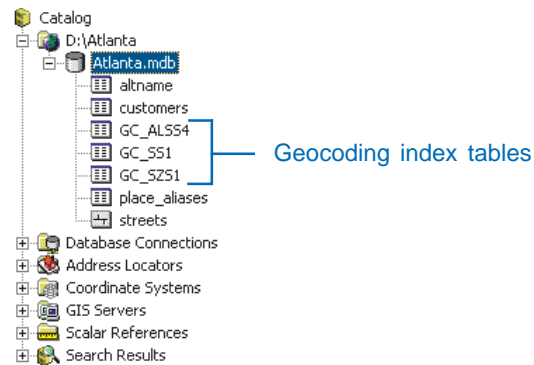 Catalog
D:\Atlanta
Atlanta.mdb
altname
customers
GC_ALSS4
GC_SS1
GC_SZS1
Geocoding index tables
place_aliases
streets
Database Connections
Address Locators
Coordinate Systems
GIS Servers
Scalar References
Search Results